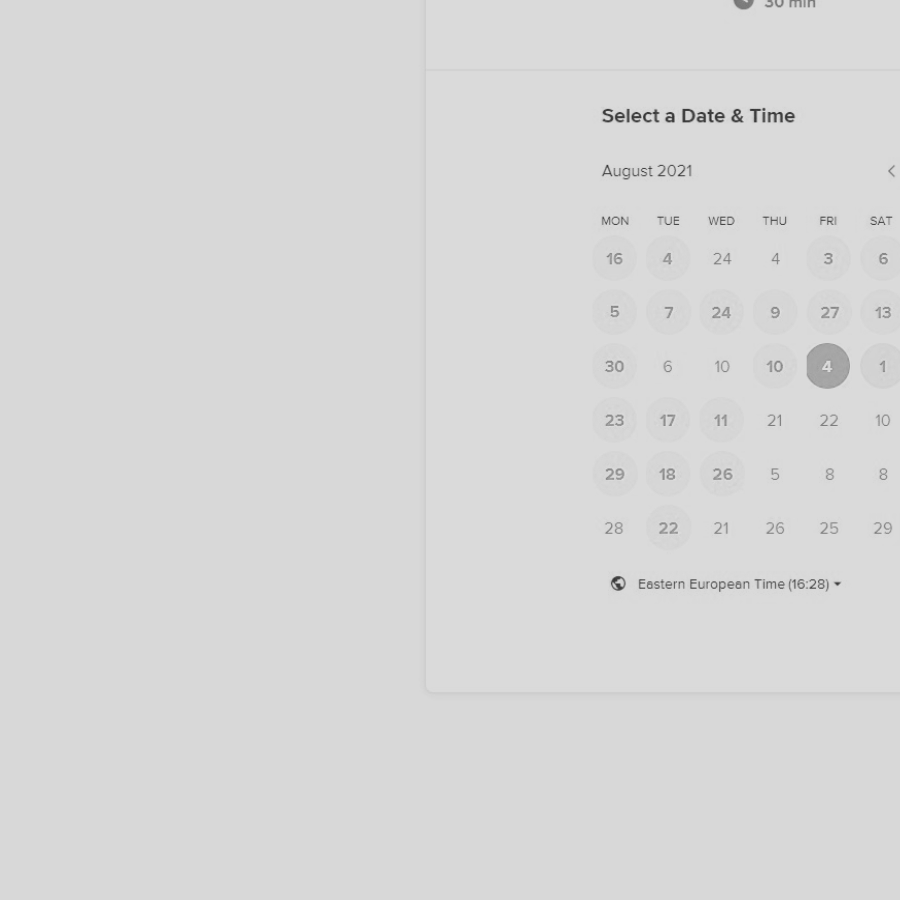 30 min
Select a Date & Time
August 2021
MON TUE WED THU FRI SAT
16 4 24 4 3 6
5 7 24 9 27 13
30 6 10 10 4 1
23 17 11 21 22 10
29 18 26 5 8 8
28 22 21 26 25 29
Eastern European Time (16:28)